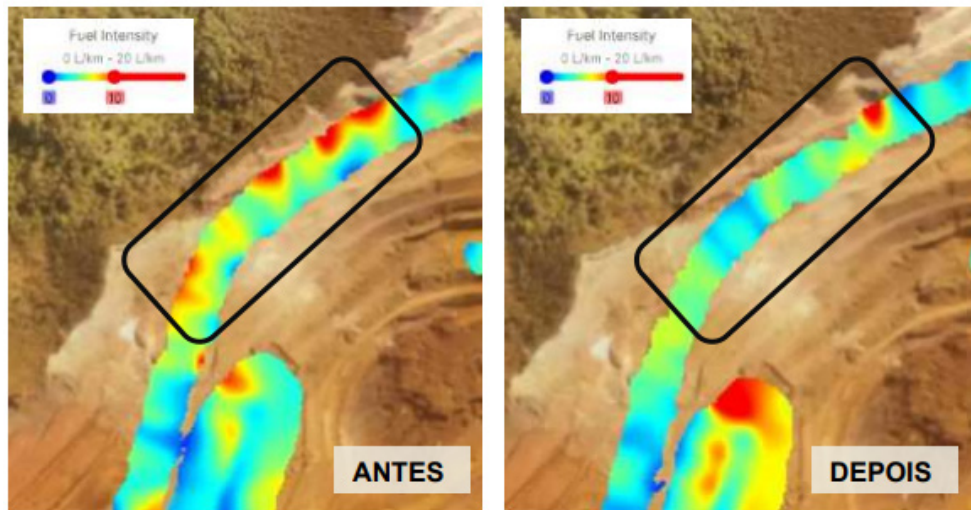 Fuel Intensity
0 L/km - 20 L/km
0
10
ANTES
Fuel Intensity
0 L/km - 20 L/km
0
10
DEPOIS